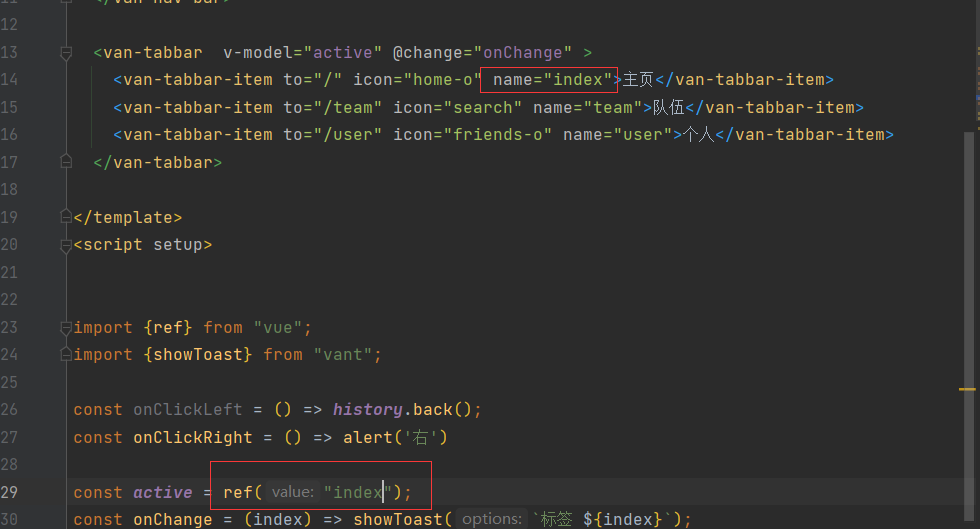 12
13 <van-tabbar  v-model="active" @change="onChange" >
14 <van-tabbar-item to="/" icon="home-o" name="index">主页</van-tabbar-item>
15 <van-tabbar-item to="/team" icon="search" name="team">队伍</van-tabbar-item>
16 <van-tabbar-item to="/user" icon="friends-o" name="user">个人</van-tabbar-item>
17 </van-tabbar>
18
19 </template>
20 <script setup>
21
22
23 import {ref} from "vue";
24 import {showToast} from "vant";
25
26 const onClickLeft = () => history.back();
27 const onClickRight = () => alert('右')
28
29 const active = ref( value: "index");
30 const onChange = (index) => showToast( options: `标签 ${index}`);